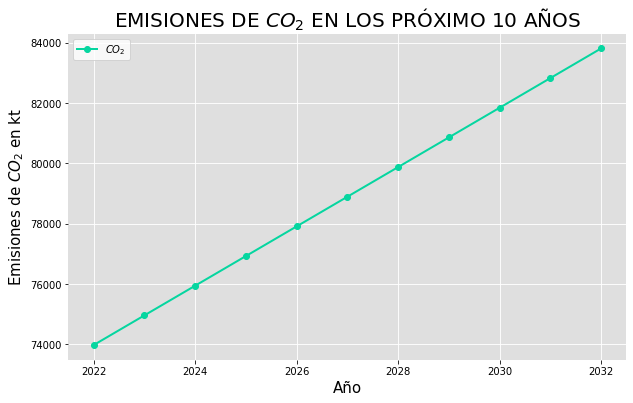 EMISIONES DE CO₂ EN LOS PRÓXIMO 10 AÑOS
CO₂
84000
82000
80000
78000
76000
74000
Emisiones de CO₂ en kt
2022 2024 2026 2028 2030 2032
Año